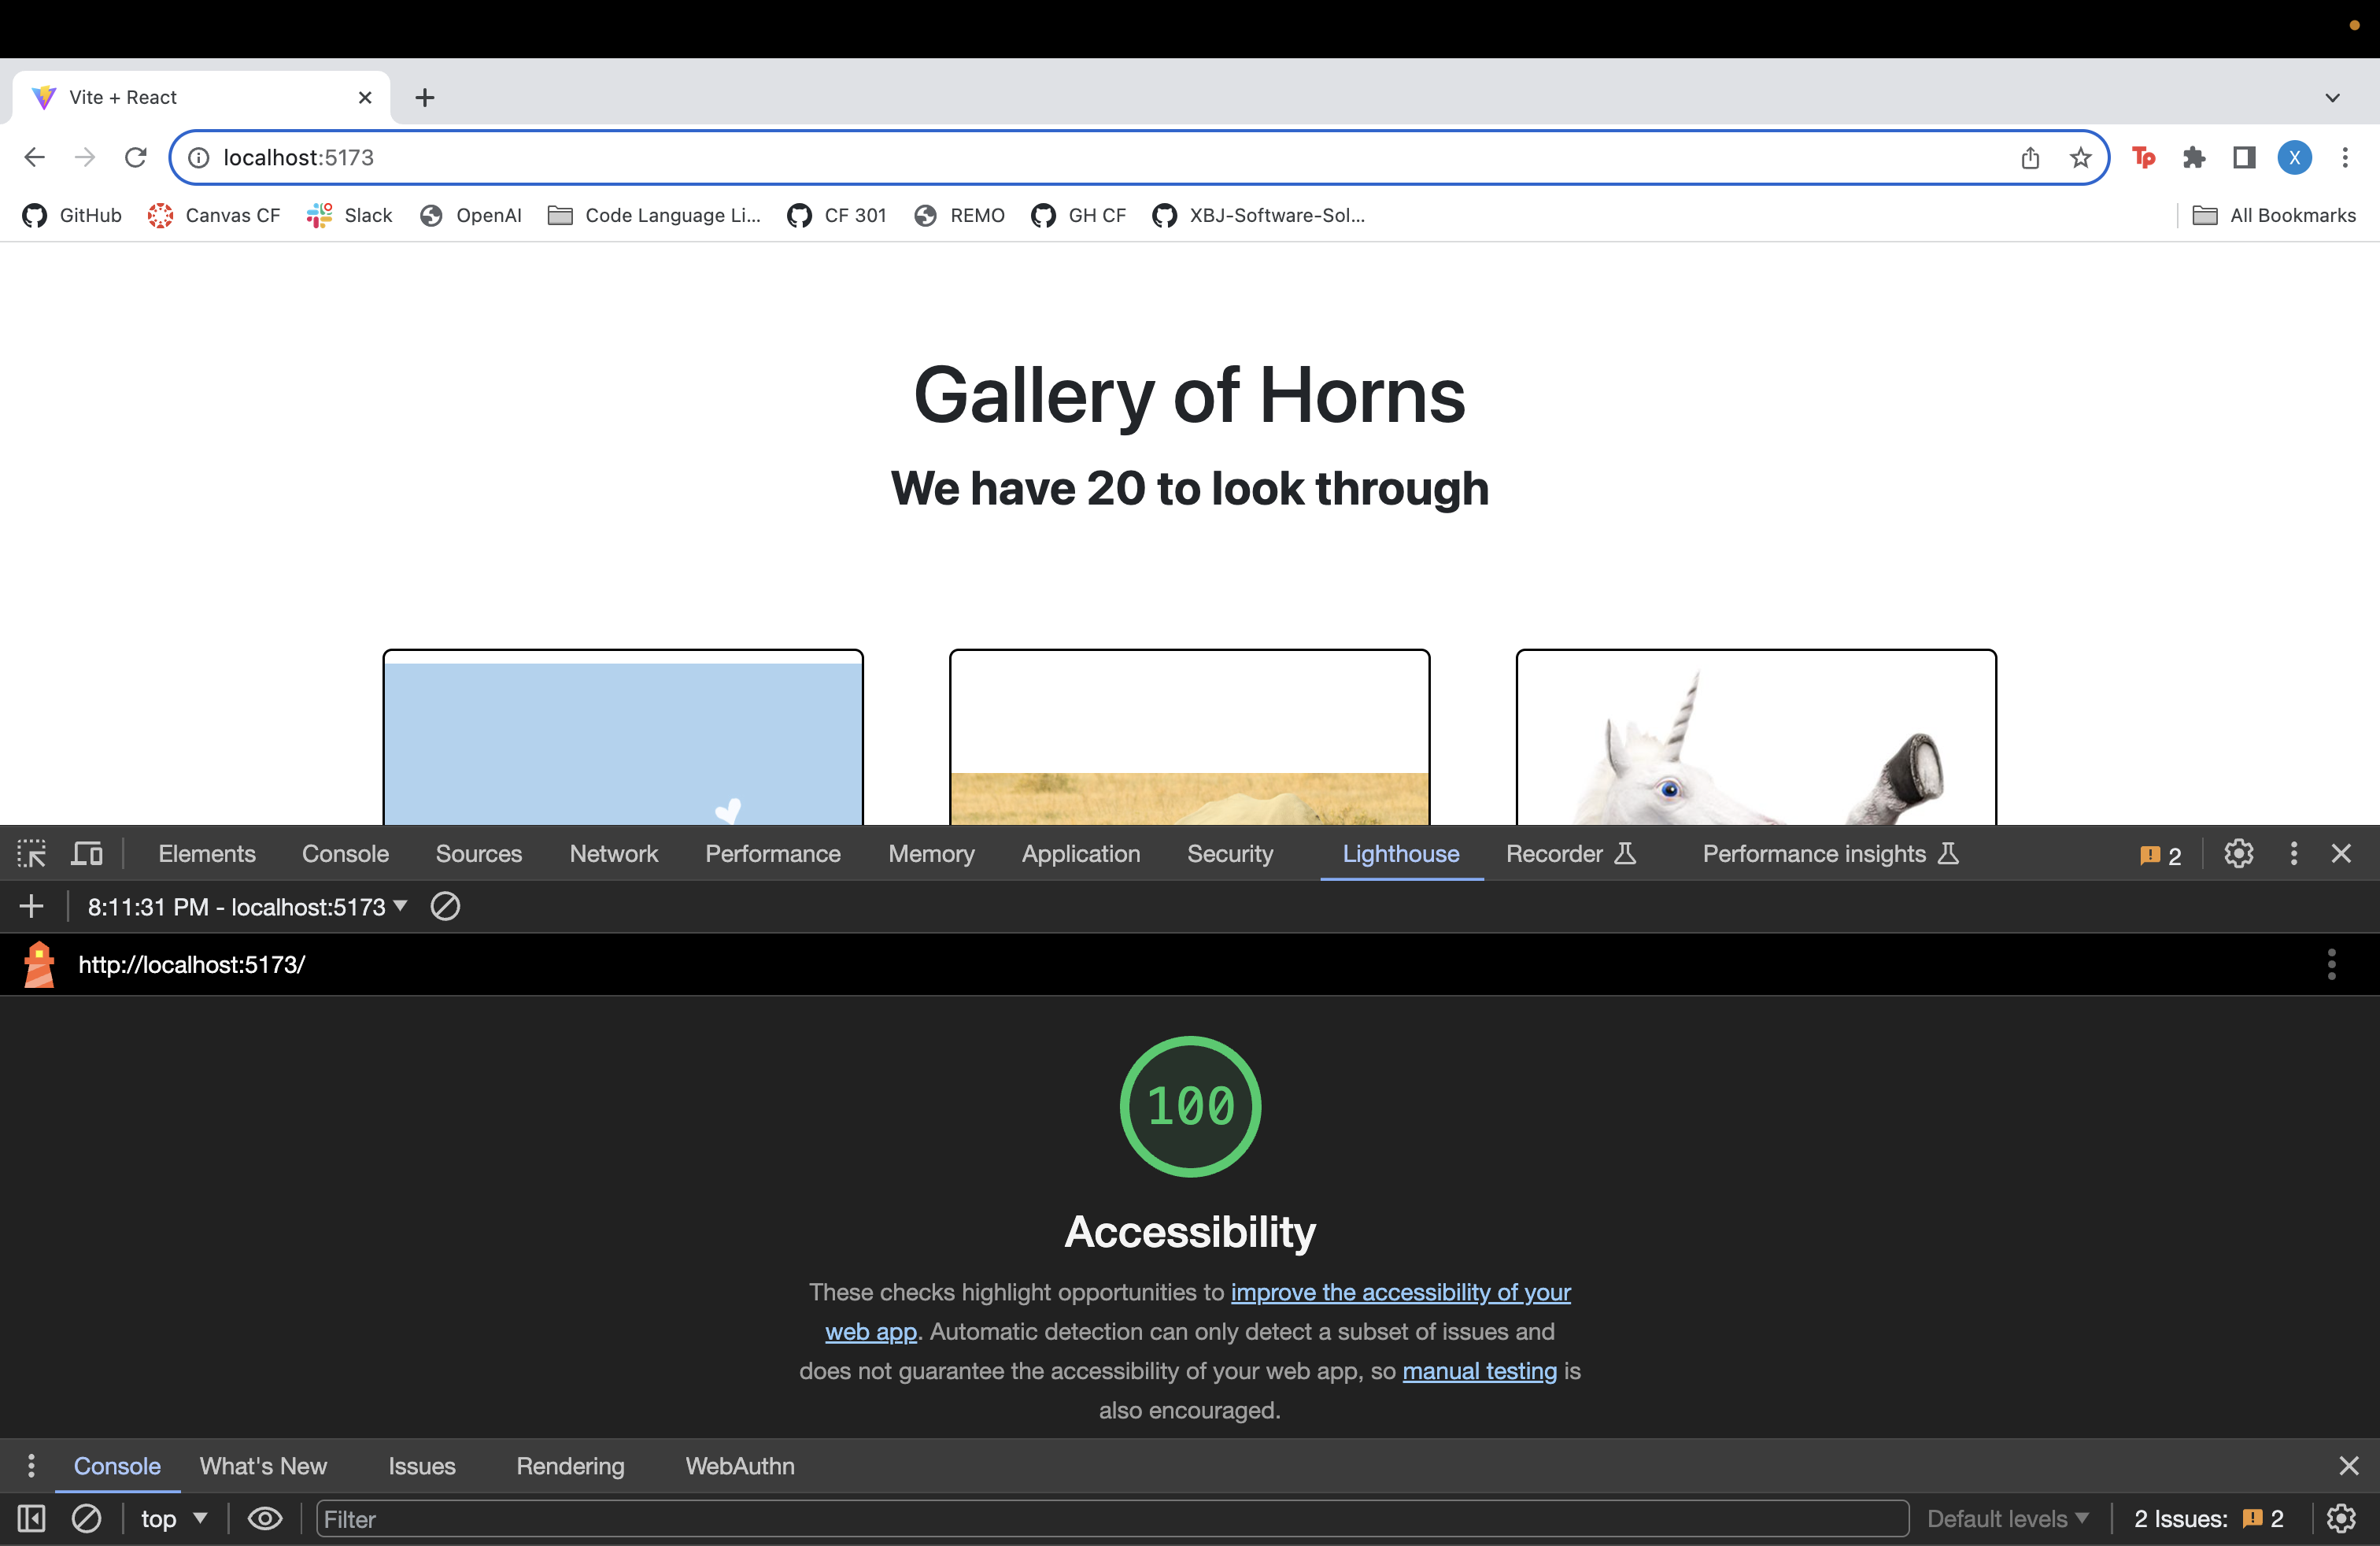 Vite + React
localhost:5173
Tp
X
GitHub Canvas CF Slack OpenAI Code Language Li... CF 301 REMO GH CF XBJ-Software-Sol... All Bookmarks
Gallery of Horns
We have 20 to look through
Elements Console Sources Network Performance Memory Application Security Lighthouse Recorder Performance insights 2
8:11:31 PM - localhost:5173
http://localhost:5173/
100
Accessibility
These checks highlight opportunities to improve the accessibility of your
web app. Automatic detection can only detect a subset of issues and
does not guarantee the accessibility of your web app, so manual testing is
also encouraged.
Console What's New Issues Rendering WebAuthn
top Filter Default levels 2 Issues: 2